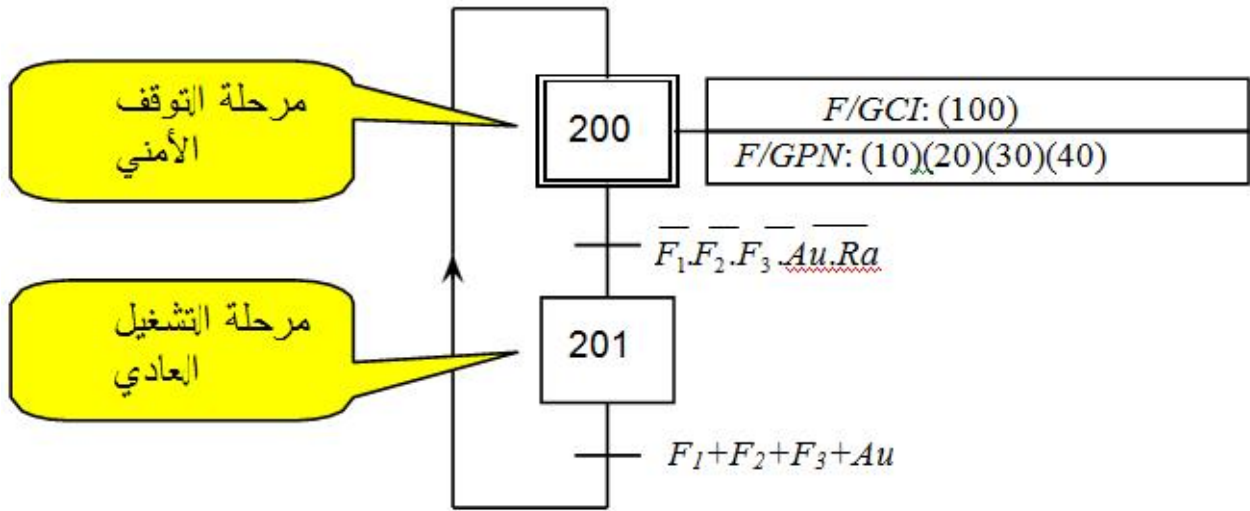 مرحلة التوقف
الأمني
200
F/GCI: (100)
F/GPN: (10)(20)(30)(40)
F̅₁.F̅₂.F̅₃.A̅u̅.Ra
مرحلة التشغيل
العادي
201
F₁+F₂+F₃+Au